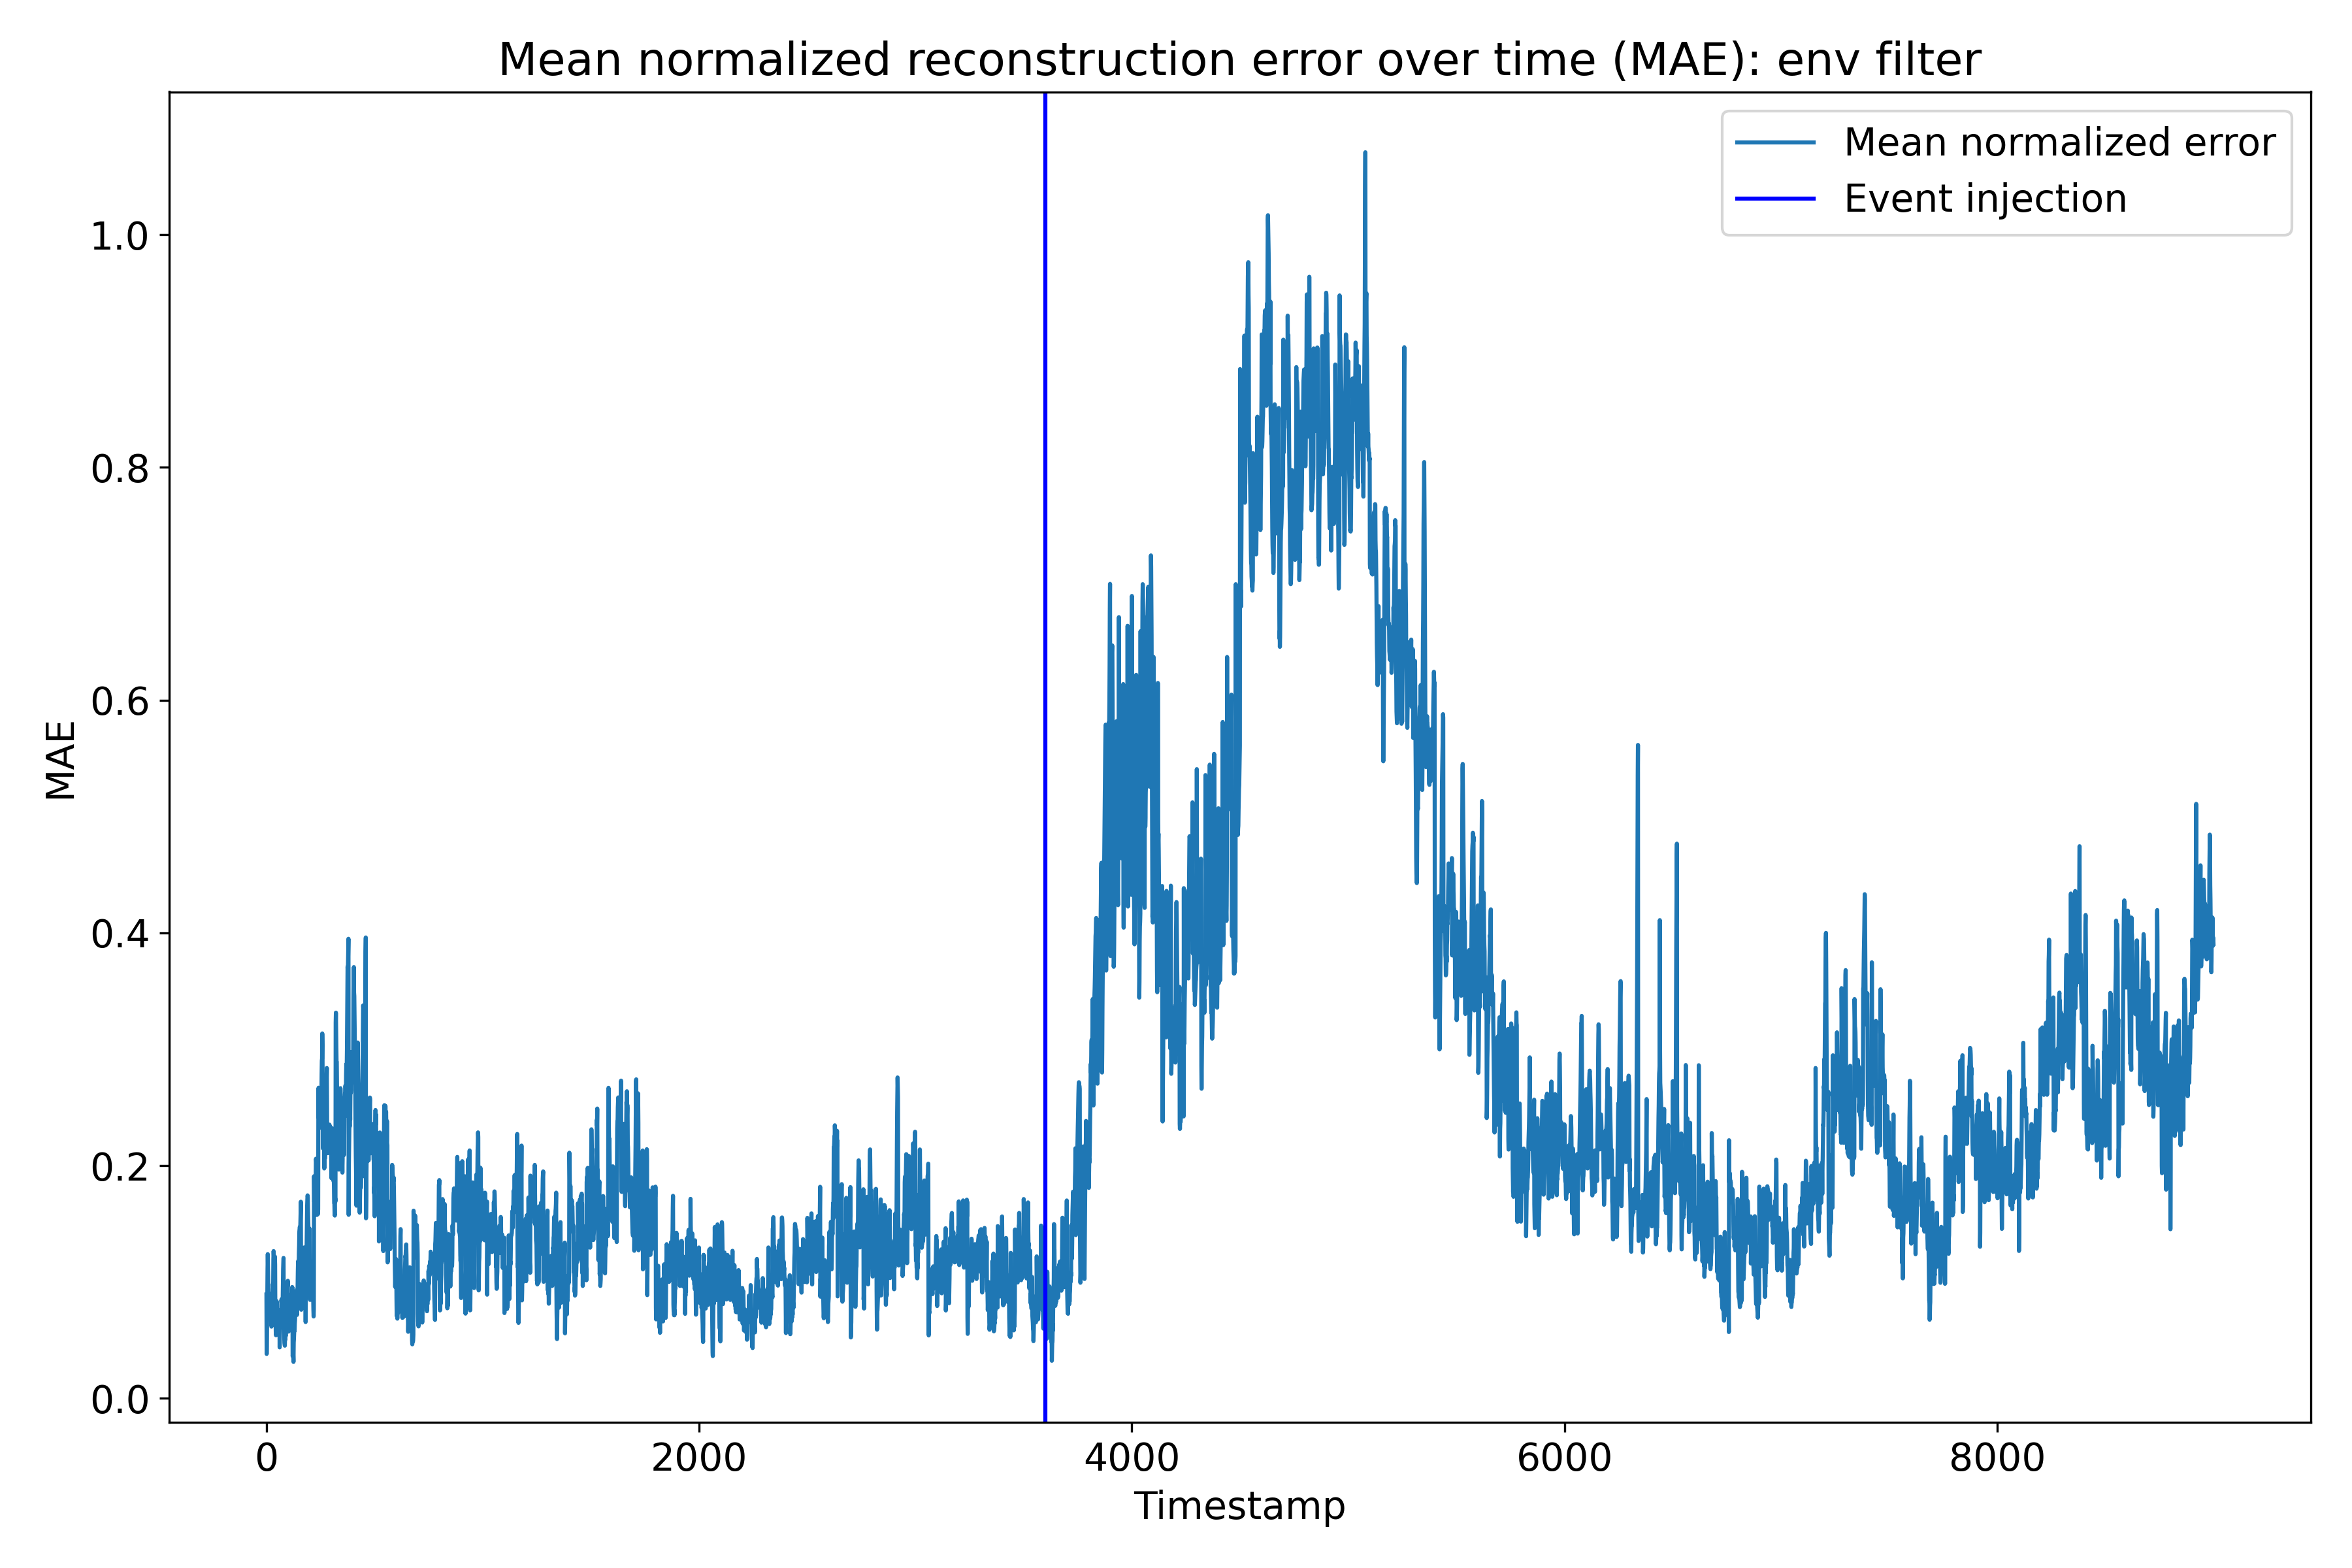 Mean normalized reconstruction error over time (MAE): env filter
Mean normalized error
Event injection
1.0
0.8
0.6
0.4
0.2
0.0
MAE
0 2000 4000 6000 8000
Timestamp